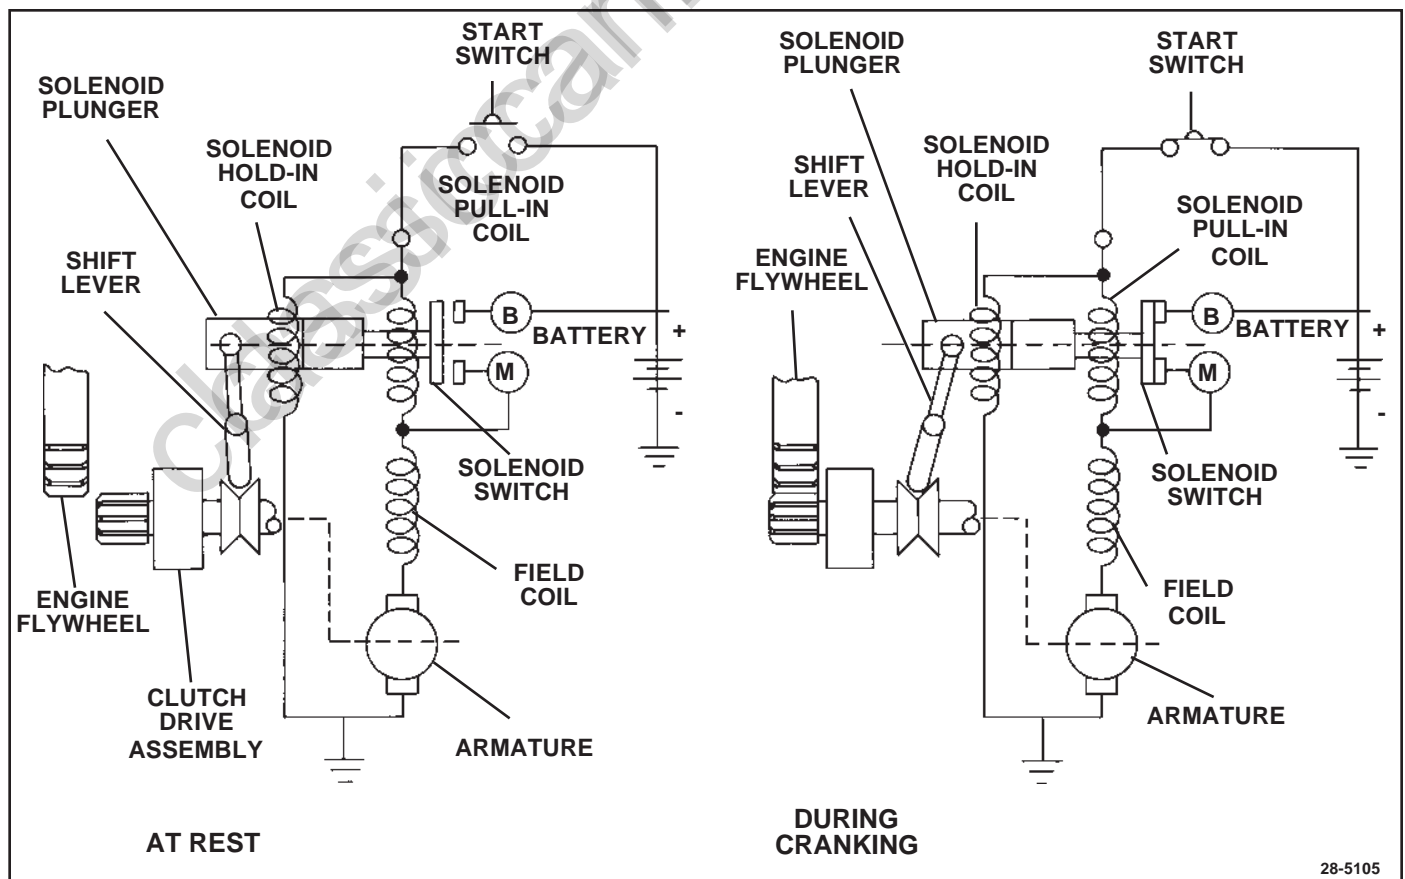 START
SWITCH
SOLENOID
PLUNGER
SOLENOID
HOLD-IN
COIL
SOLENOID
PULL-IN
COIL
SHIFT
LEVER
B
BATTERY
+
M
-
SOLENOID
SWITCH
ENGINE
FLYWHEEL
FIELD
COIL
CLUTCH
DRIVE
ASSEMBLY
ARMATURE
AT REST
SOLENOID
PLUNGER
START
SWITCH
SHIFT
LEVER
SOLENOID
HOLD-IN
COIL
SOLENOID
PULL-IN
COIL
ENGINE
FLYWHEEL
B
BATTERY
+
M
-
SOLENOID
SWITCH
FIELD
COIL
ARMATURE
DURING
CRANKING
28-5105